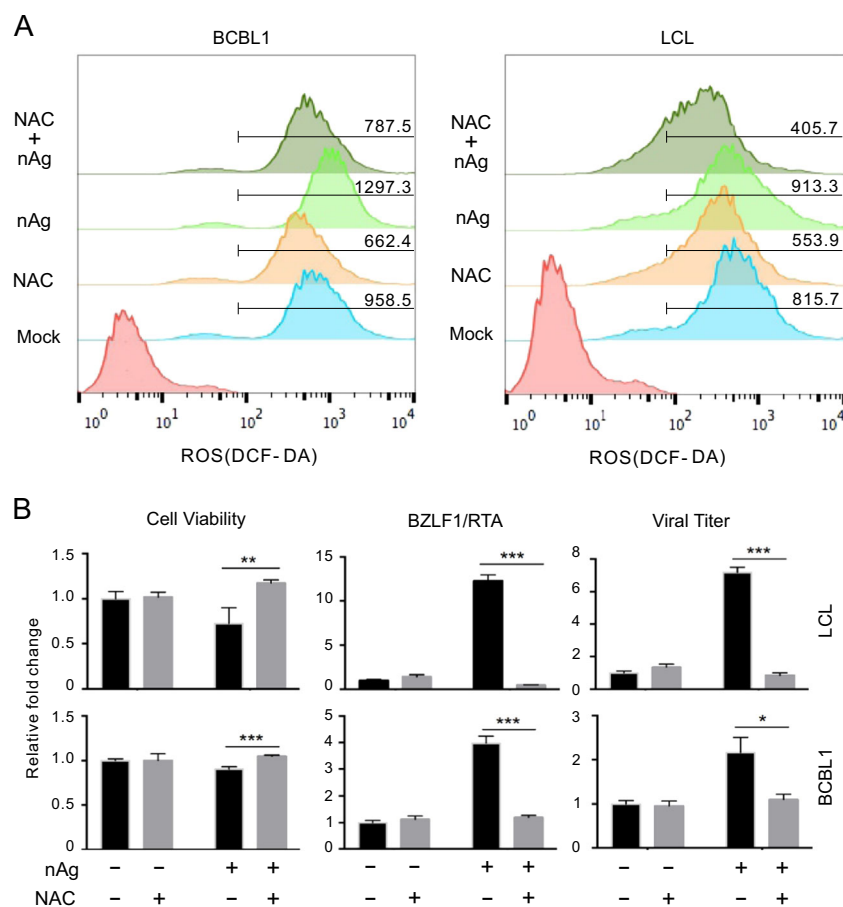 A
BCBL1
LCL
NAC
+
nAg
787.5
nAg
1297.3
NAC
662.4
Mock
958.5
10^0 10^1 10^2 10^3 10^4
ROS(DCF-DA)
NAC
+
nAg
405.7
nAg
913.3
NAC
553.9
Mock
815.7
10^0 10^1 10^2 10^3 10^4
ROS(DCF-DA)
B
Cell Viability
BZLF1/RTA
Viral Titer
Relative fold change
1.5
1.0
0.5
0
**
15
10
5
0
***
8
6
4
2
0
***
LCL
1.5
1.0
0.5
0
***
5
4
3
2
1
0
***
3
2
1
0
*
BCBL1
nAg – – + + – – + + – – + +
NAC – + – + – + – + – + – +